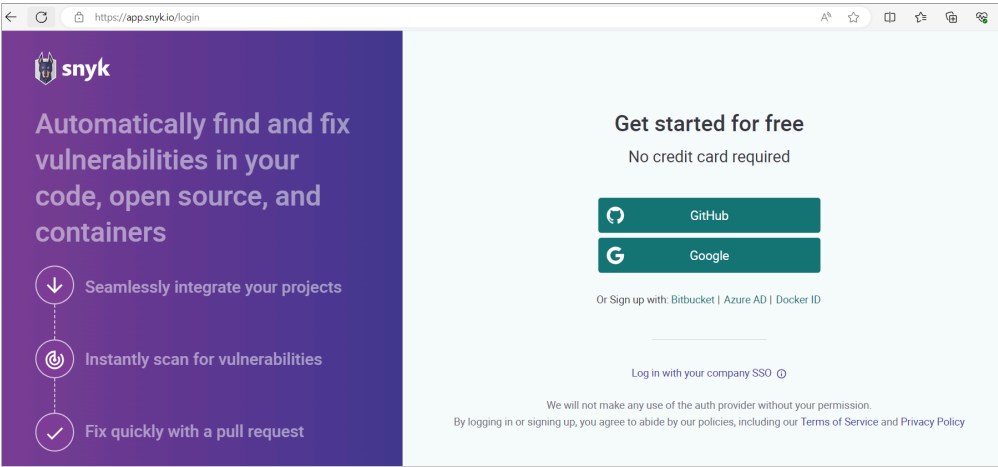 https://app.snyk.io/login
snyk
Automatically find and fix
vulnerabilities in your
code, open source, and
containers
Seamlessly integrate your projects
Instantly scan for vulnerabilities
Fix quickly with a pull request
Get started for free
No credit card required
GitHub
Google
Or Sign up with: Bitbucket | Azure AD | Docker ID
Log in with your company SSO
We will not make any use of the auth provider without your permission.
By logging in or signing up, you agree to abide by our policies, including our Terms of Service and Privacy Policy